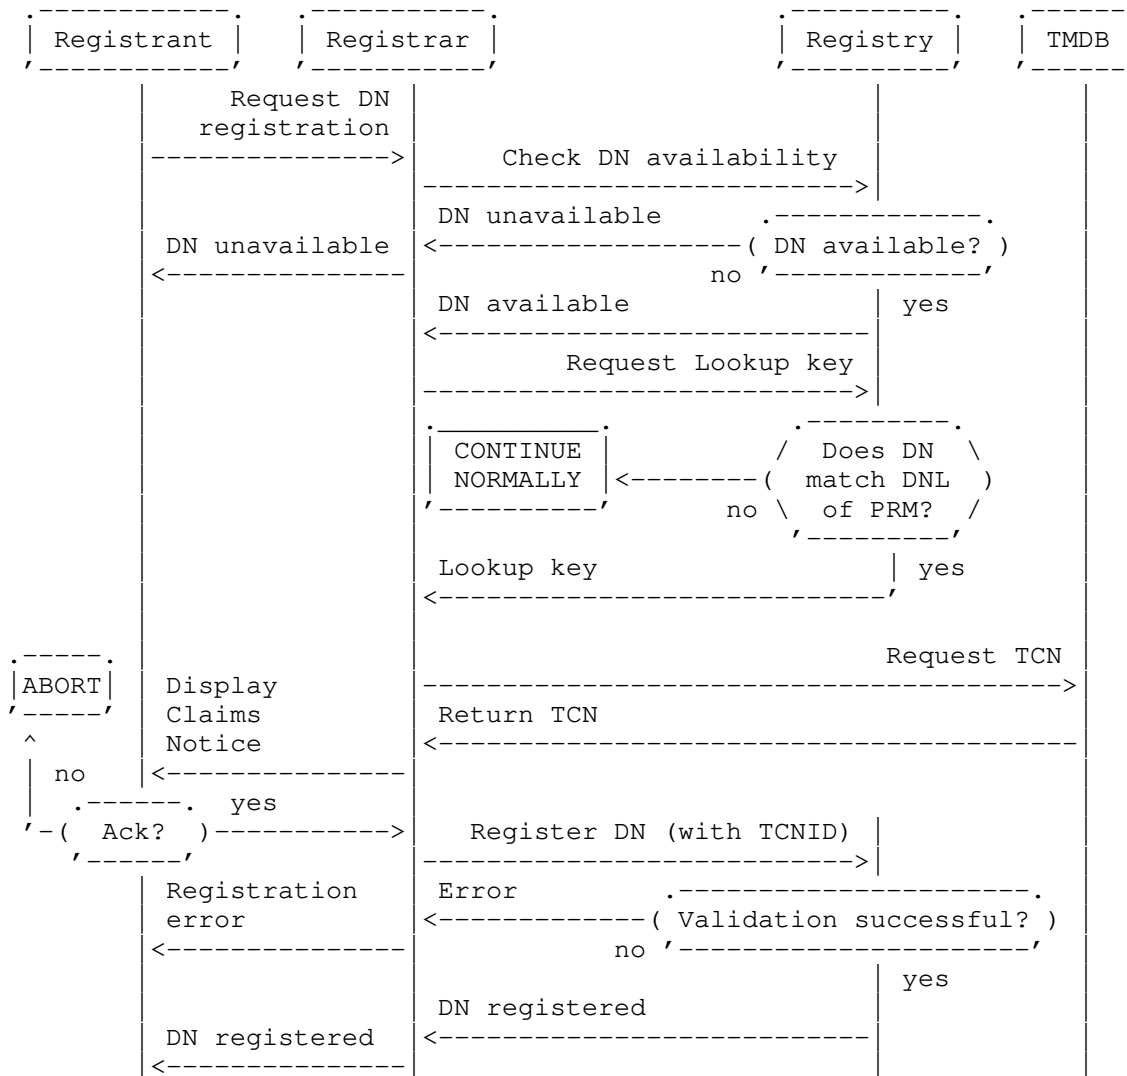 Registrant Registrar Registry TMDB
Request DN
registration
Check DN availability
DN unavailable
DN unavailable DN available?
no
DN available yes
Request Lookup key
CONTINUE Does DN
NORMALLY match DNL
no of PRM?
Lookup key yes
Request TCN
ABORT Display
Claims Return TCN
Notice
no
yes
Ack? Register DN (with TCNID)
Registration Error
error Validation successful?
no
yes
DN registered
DN registered